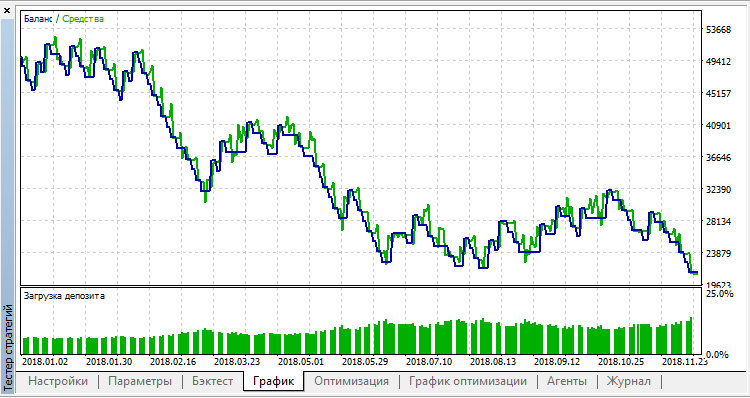 Баланс / Средства
53668
49412
45157
40901
36646
32390
28134
23879
19623
Загрузка депозита
25.0%
0.0%
2018.01.02 2018.01.30 2018.02.16 2018.03.23 2018.05.01 2018.05.29 2018.07.10 2018.08.13 2018.09.12 2018.10.25 2018.11.23
Тестер стратегий
Настройки Параметры Бэктест График Оптимизация График оптимизации Агенты Журнал